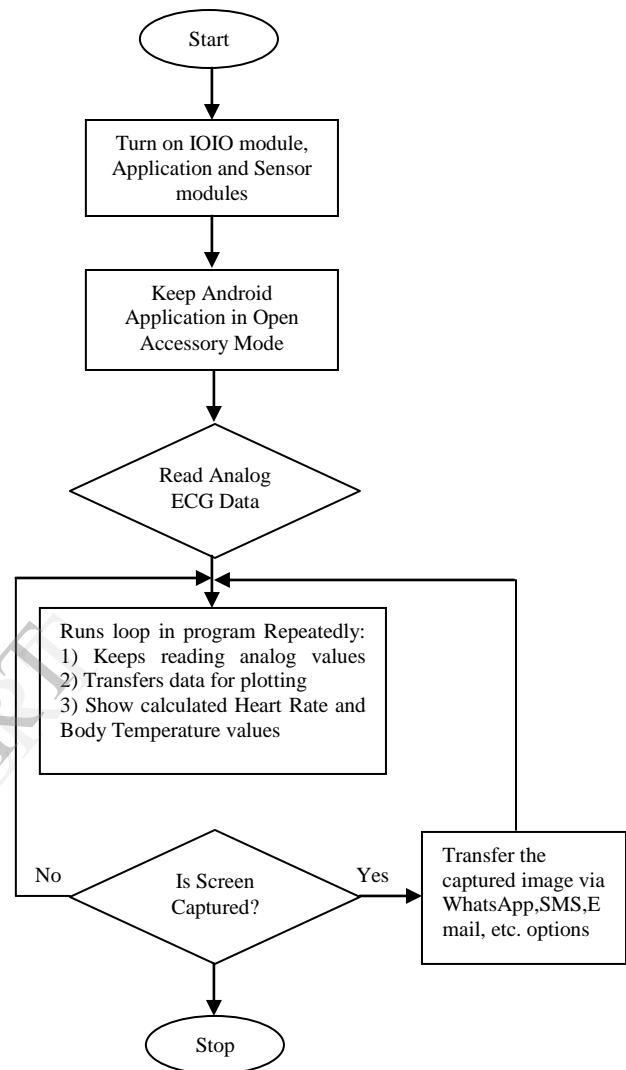 Start
Turn on IOIO module,
Application and Sensor
modules
Keep Android
Application in Open
Accessory Mode
Read Analog
ECG Data
Runs loop in program Repeatedly:
1) Keeps reading analog values
2) Transfers data for plotting
3) Show calculated Heart Rate and
Body Temperature values
No
Is Screen
Captured?
Yes
Transfer the
captured image via
WhatsApp,SMS,E
mail, etc. options
Stop